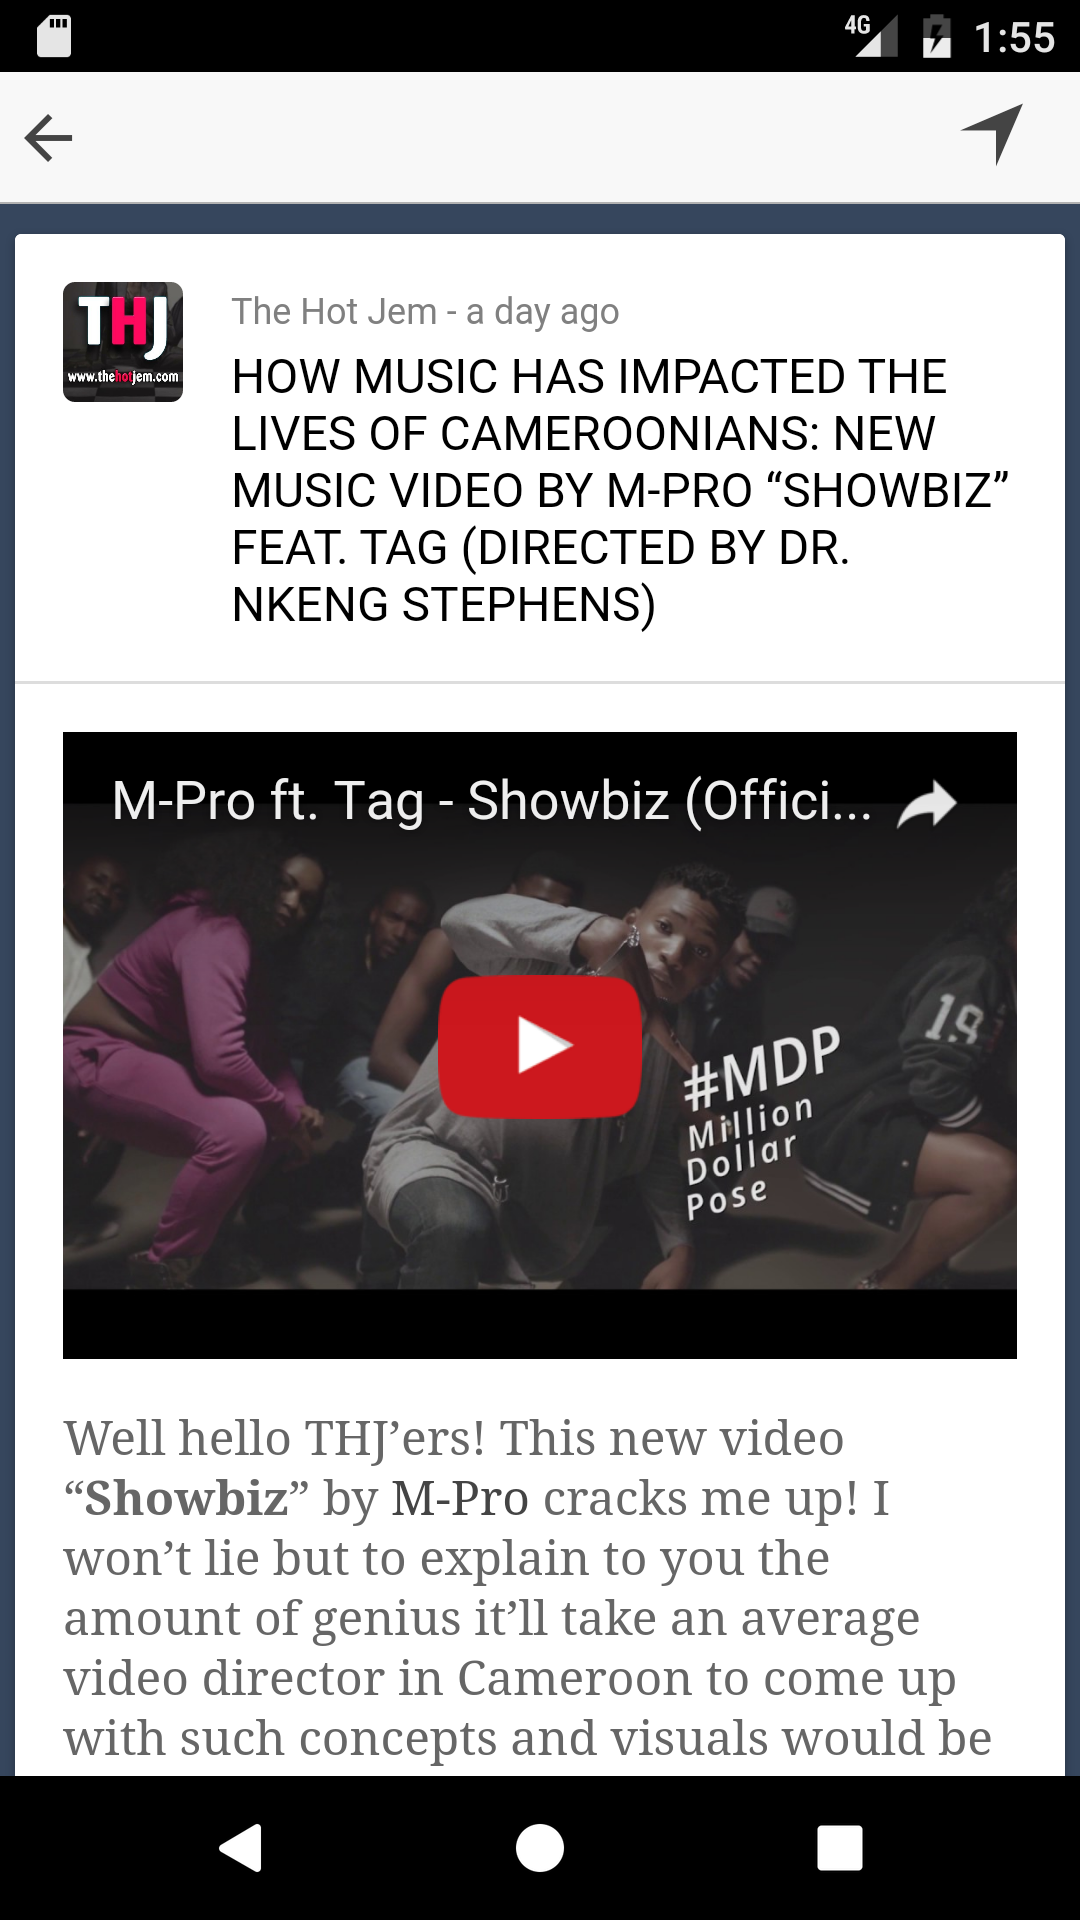 4G 1:55
THJ
www.thehotjem.com
The Hot Jem - a day ago
HOW MUSIC HAS IMPACTED THE
LIVES OF CAMEROONIANS: NEW
MUSIC VIDEO BY M-PRO “SHOWBIZ”
FEAT. TAG (DIRECTED BY DR.
NKENG STEPHENS)
M-Pro ft. Tag - Showbiz (Offici...
19
#MDP
Million
Dollar
Pose
Well hello THJ’ers! This new video
“Showbiz” by M-Pro cracks me up! I
won’t lie but to explain to you the
amount of genius it’ll take an average
video director in Cameroon to come up
with such concepts and visuals would be